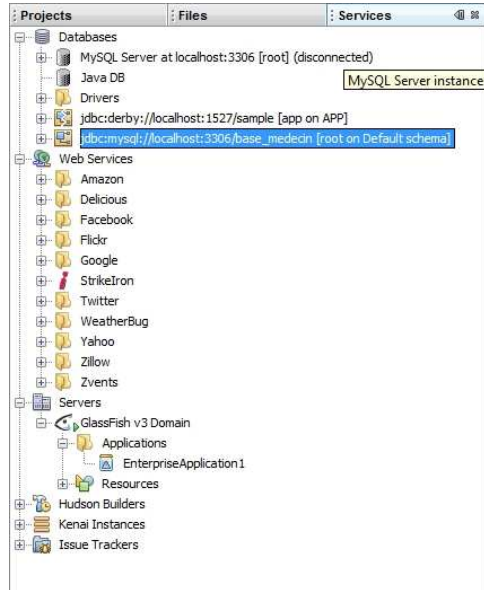 Projects Files Services
Databases
MySQL Server at localhost:3306 [root] (disconnected)
Java DB
MySQL Server instance
Drivers
jdbc:derby://localhost:1527/sample [app on APP]
jdbc:mysql://localhost:3306/base_medecin [root on Default schema]
Web Services
Amazon
Delicious
Facebook
Flickr
Google
StrikeIron
Twitter
WeatherBug
Yahoo
Zillow
Zvents
Servers
GlassFish v3 Domain
Applications
EnterpriseApplication1
Resources
Hudson Builders
Kenai Instances
Issue Trackers